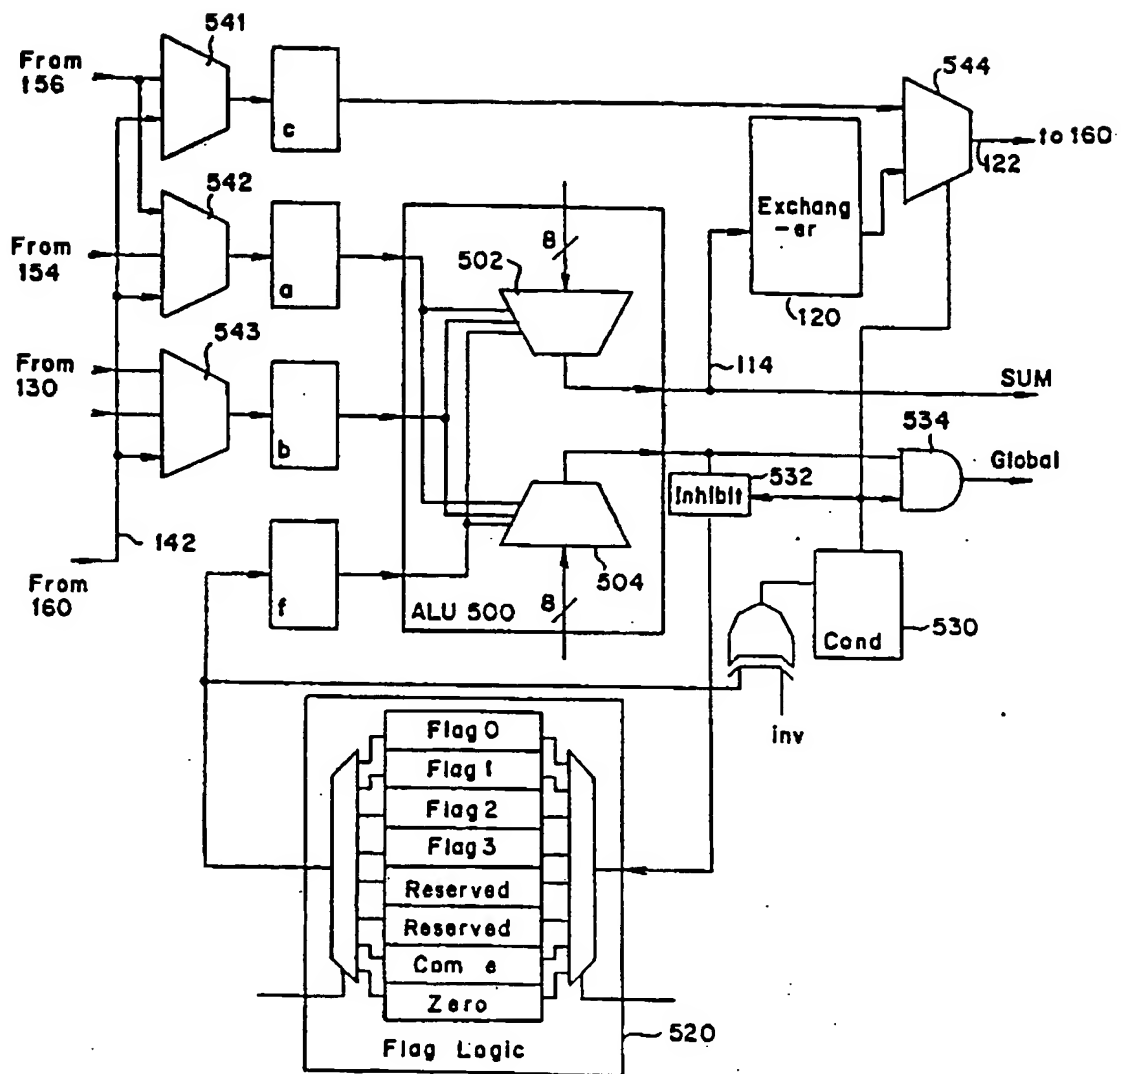 541
From
156
c
544
to 160
122
542
From
154
a
8
502
Exchang
-er
120
543
From
130
b
114
SUM
534
Global
532
Inhibit
142
From
160
f
504
8
ALU 500
Cond
530
inv
Flag 0
Flag 1
Flag 2
Flag 3
Reserved
Reserved
Com e
Zero
520
Flag Logic